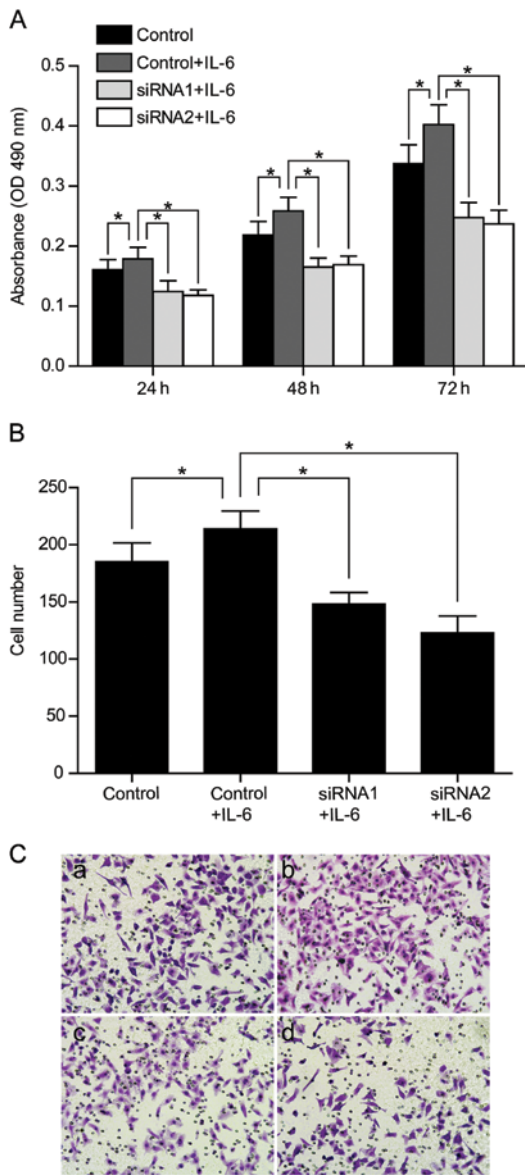 A
Control
Control+IL-6
siRNA1+IL-6
siRNA2+IL-6
Absorbance (OD 490 nm)
0.5
0.4
0.3
0.2
0.1
0.0
* * *
* * *
* * *
24 h 48 h 72 h
B
Cell number
250
200
150
100
50
0
* * *
Control Control +IL-6 siRNA1 +IL-6 siRNA2 +IL-6
C
a b
c d